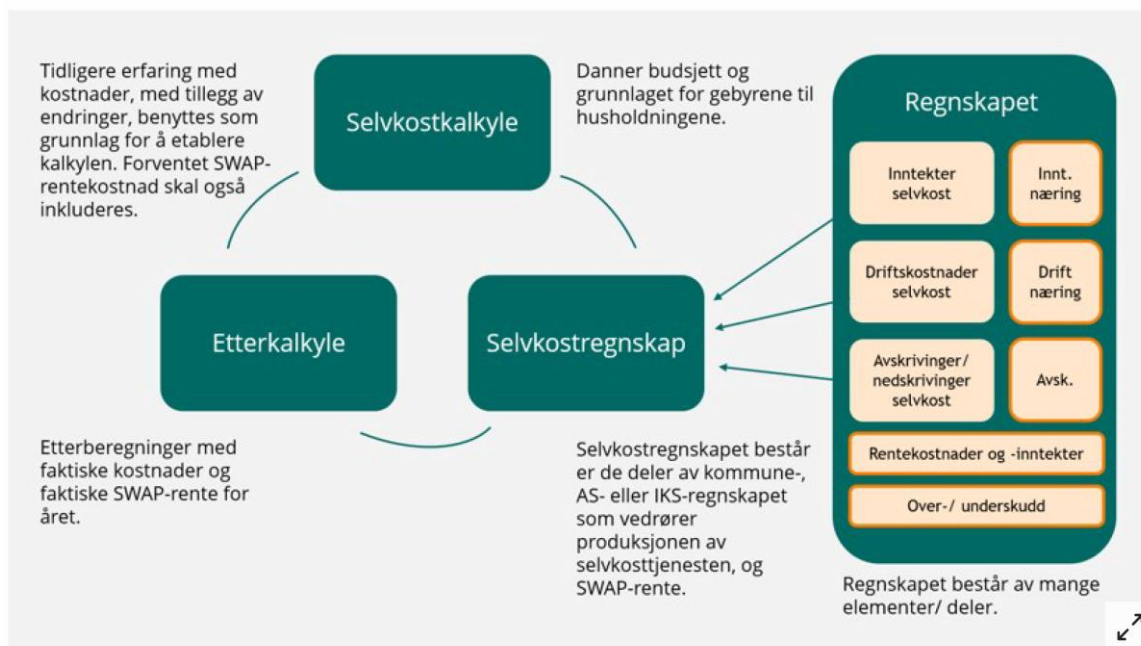 Tidligere erfaring med
kostnader, med tillegg av
endringer, benyttes som
grunnlag for å etablere
kalkylen. Forventet SWAP-
rentekostnad skal også
inkluderes.
Selvkostkalkyle
Danner budsjett og
grunnlaget for gebyrene til
husholdningene.
Etterkalkyle
Selvkostregnskap
Etterberegninger med
faktiske kostnader og
faktiske SWAP-rente for
året.
Selvkostregnskapet består
er de deler av kommune-,
AS- eller IKS-regnskapet
som vedrører
produksjonen av
selvkosttjenesten, og
SWAP-rente.
Regnskapet
Inntekter
selvkost
Innt.
næring
Driftskostnader
selvkost
Drift
næring
Avskrivinger/
nedskrivinger
selvkost
Avsk.
Rentekostnader og -inntekter
Over-/ underskudd
Regnskapet består av mange
elementer/ deler.